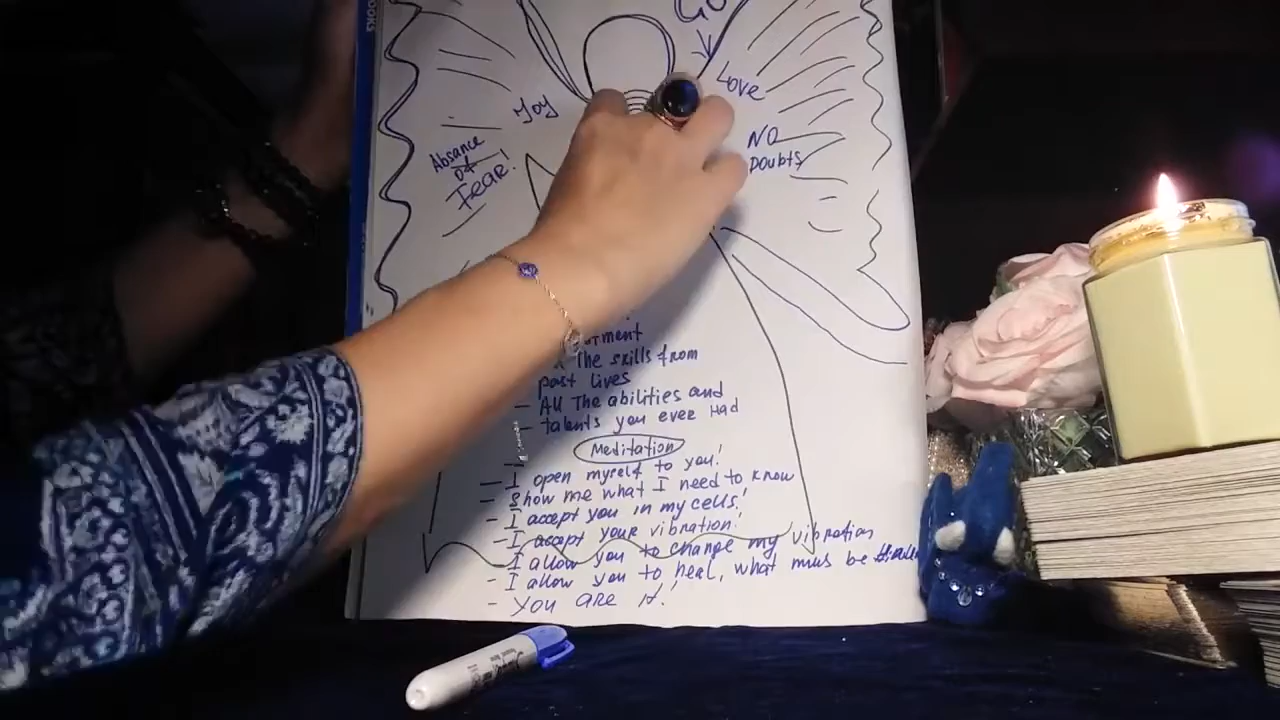 Go
Love
Joy
NO
Doubts
Absance
of
Fear!
The skills from
past lives
- All The abilities and
- talents you ever Had
Meditation
- I open myself to you!
- Show me what I need to know
- I accept you in my cells!
- I accept your vibration!
I allow you to change my vibration
- I allow you to heal, what mus be
- You are it!